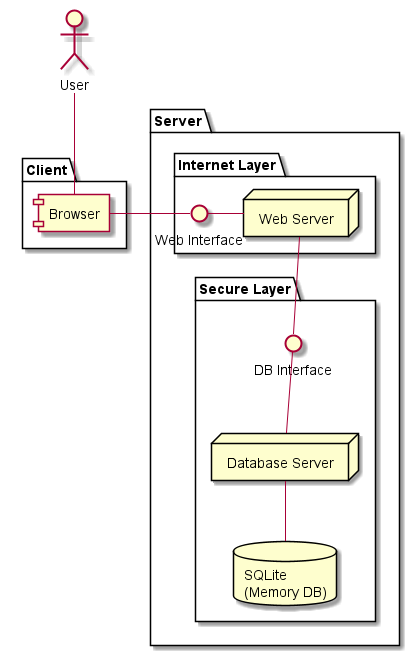 User
Server
Client
Internet Layer
Browser
Web Server
Web Interface
Secure Layer
DB Interface
Database Server
SQLite
(Memory DB)